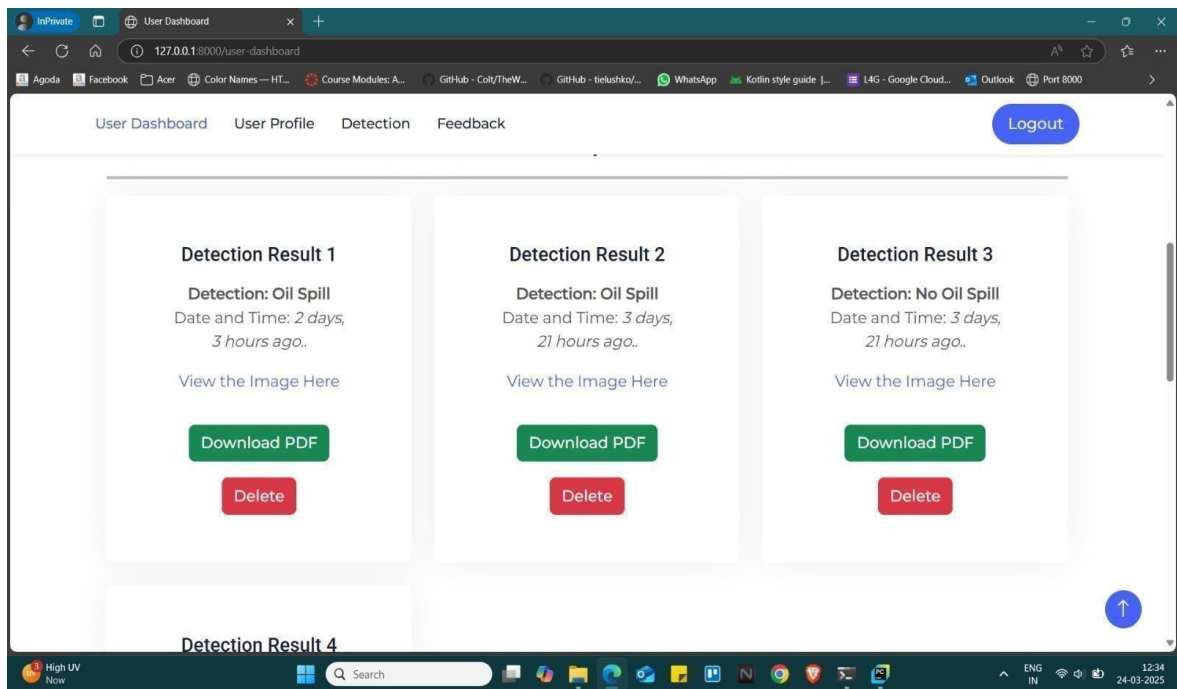 InPrivate
User Dashboard
127.0.0.1:8000/user-dashboard
Agoda Facebook Acer Color Names — HT... Course Modules: A... GitHub - Colt/TheW... GitHub - tielushko/... WhatsApp Kotlin style guide |... L4G - Google Cloud... Outlook Port 8000
User Dashboard User Profile Detection Feedback Logout
Detection Result 1
Detection: Oil Spill
Date and Time: 2 days,
3 hours ago..
View the Image Here
Download PDF
Delete
Detection Result 2
Detection: Oil Spill
Date and Time: 3 days,
21 hours ago..
View the Image Here
Download PDF
Delete
Detection Result 3
Detection: No Oil Spill
Date and Time: 3 days,
21 hours ago..
View the Image Here
Download PDF
Delete
Detection Result 4
3 High UV
Now
Search
ENG
IN
12:34
24-03-2025